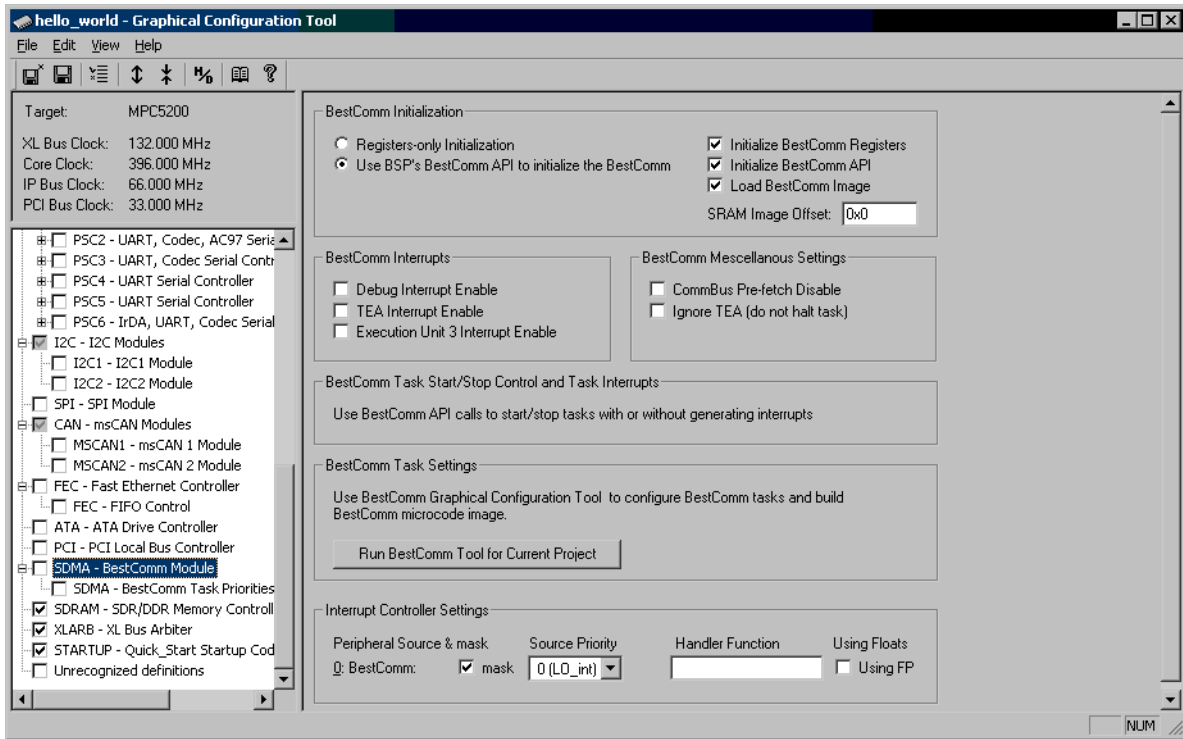 hello_world - Graphical Configuration Tool
File Edit View Help
Target: MPC5200
XL Bus Clock: 132.000 MHz
Core Clock: 396.000 MHz
IP Bus Clock: 66.000 MHz
PCI Bus Clock: 33.000 MHz
PSC2 - UART, Codec, AC97 Seria
PSC3 - UART, Codec Serial Contr
PSC4 - UART Serial Controller
PSC5 - UART Serial Controller
PSC6 - IrDA, UART, Codec Serial
I2C - I2C Modules
I2C1 - I2C1 Module
I2C2 - I2C2 Module
SPI - SPI Module
CAN - msCAN Modules
MSCAN1 - msCAN 1 Module
MSCAN2 - msCAN 2 Module
FEC - Fast Ethernet Controller
FEC - FIFO Control
ATA - ATA Drive Controller
PCI - PCI Local Bus Controller
SDMA - BestComm Module
SDMA - BestComm Task Priorities
SDRAM - SDR/DDR Memory Controll
XLARB - XL Bus Arbiter
STARTUP - Quick_Start Startup Cod
Unrecognized definitions
BestComm Initialization
Registers-only Initialization
Use BSP's BestComm API to initialize the BestComm
Initialize BestComm Registers
Initialize BestComm API
Load BestComm Image
SRAM Image Offset: 0x0
BestComm Interrupts
Debug Interrupt Enable
TEA Interrupt Enable
Execution Unit 3 Interrupt Enable
BestComm Mescellanous Settings
CommBus Pre-fetch Disable
Ignore TEA (do not halt task)
BestComm Task Start/Stop Control and Task Interrupts
Use BestComm API calls to start/stop tasks with or without generating interrupts
BestComm Task Settings
Use BestComm Graphical Configuration Tool to configure BestComm tasks and build
BestComm microcode image.
Run BestComm Tool for Current Project
Interrupt Controller Settings
Peripheral Source & mask Source Priority Handler Function Using Floats
0: BestComm: mask 0 (LO_int) Using FP
NUM